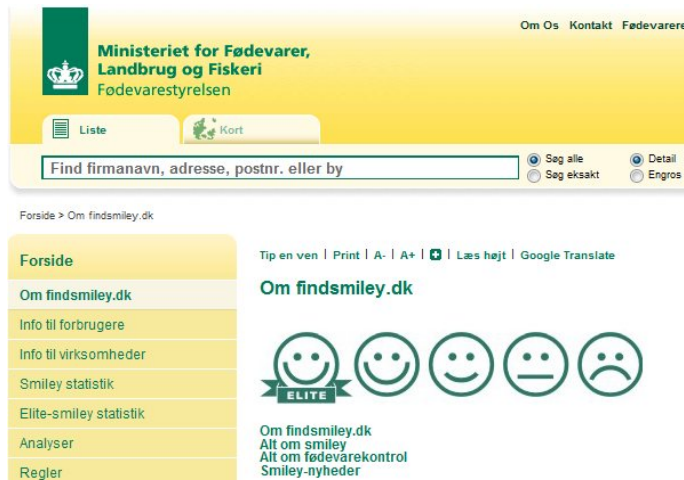 Om Os Kontakt Fødevarere
Ministeriet for Fødevarer,
Landbrug og Fiskeri
Fødevarestyrelsen
Liste
Kort
Find firmanavn, adresse, postnr. eller by
Søg alle
Søg eksakt
Detail
Engros
Forside > Om findsmiley.dk
Forside
Om findsmiley.dk
Info til forbrugere
Info til virksomheder
Smiley statistik
Elite-smiley statistik
Analyser
Regler
Tip en ven | Print | A- | A+ | | Læs højt | Google Translate
Om findsmiley.dk
ELITE
Om findsmiley.dk
Alt om smiley
Alt om fødevarekontrol
Smiley-nyheder